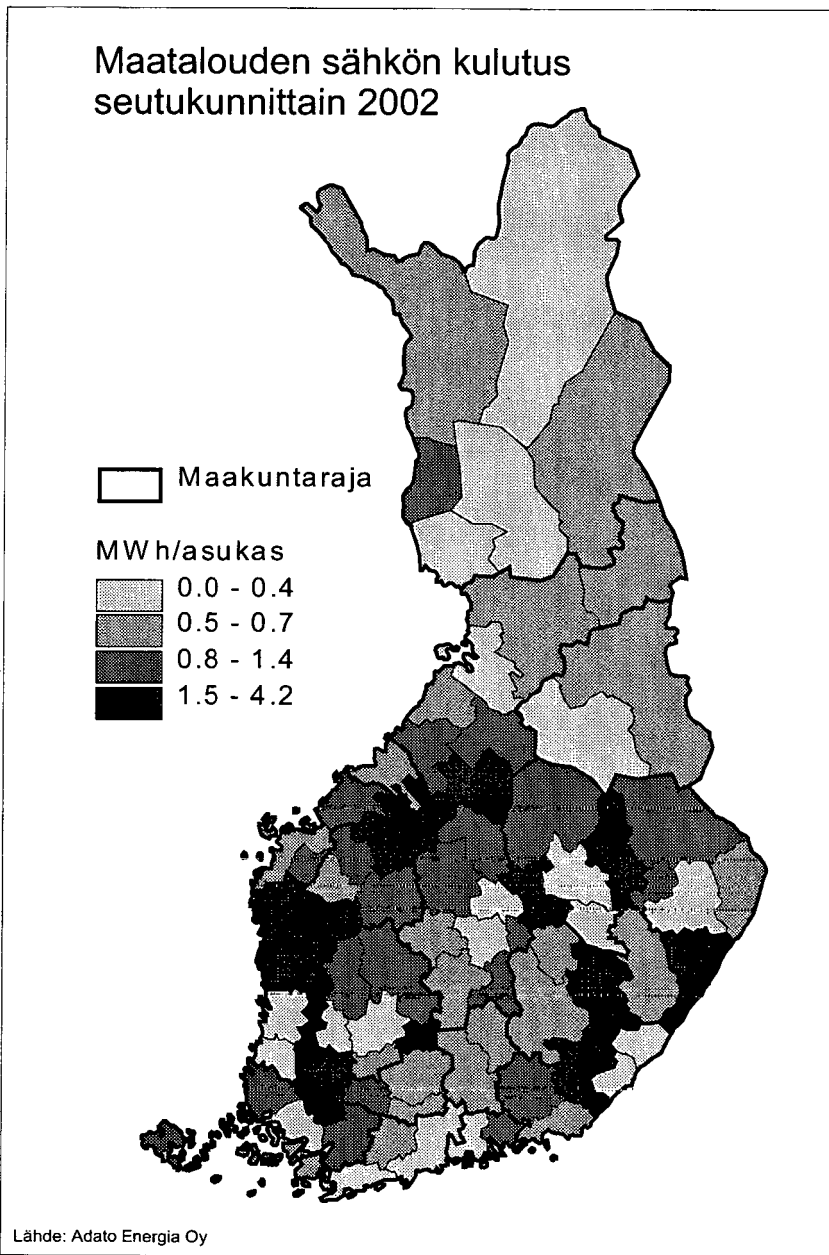 Maatalouden sähkön kulutus
seutukunnittain 2002
Maakuntaraja
MWh/asukas
0.0 - 0.4
0.5 - 0.7
0.8 - 1.4
1.5 - 4.2
Lähde: Adato Energia Oy